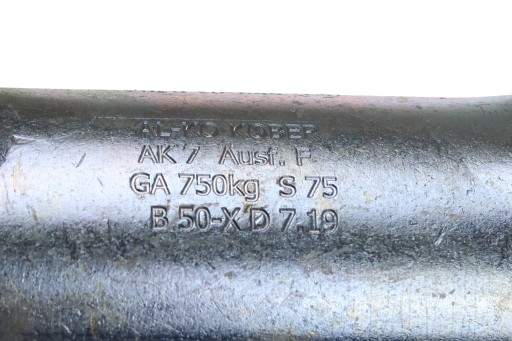 AL-KO KOBER
AK 7 Ausf. F
GA 750kg S 75
B 50-X D 7,19